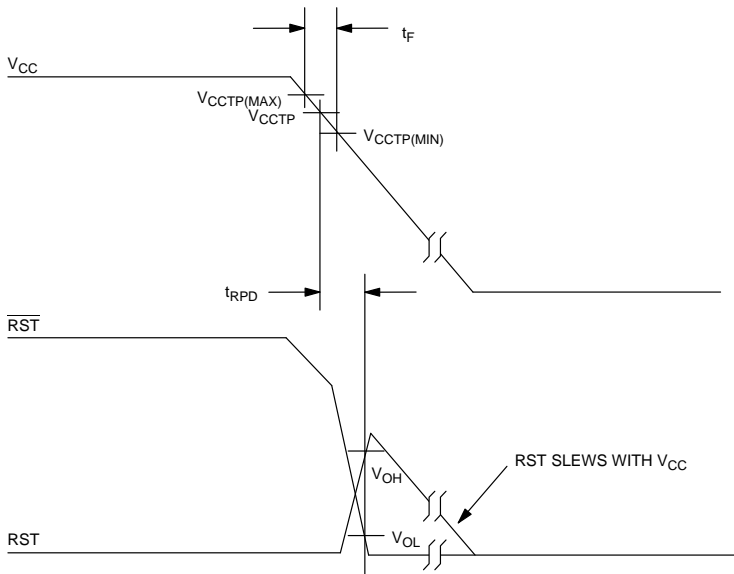 tF
VCC
VCCTP(MAX)
VCCTP
VCCTP(MIN)
tRPD
RST
RST SLEWS WITH VCC
VOH
VOL
RST